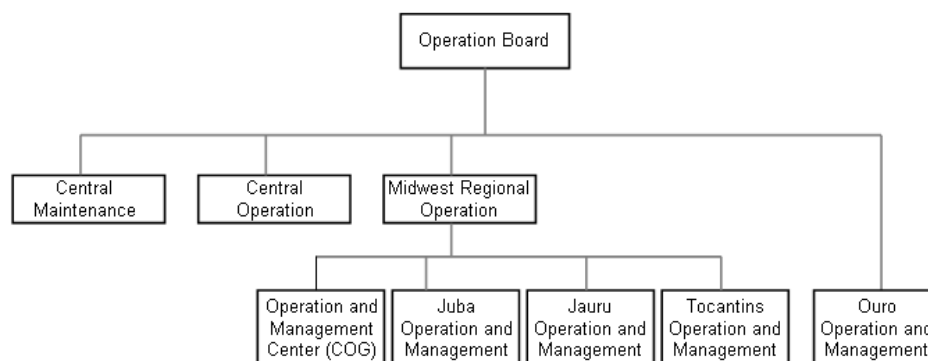 Operation Board
Central
Maintenance
Central
Operation
Midwest Regional
Operation
Operation and
Management
Center (COG)
Juba
Operation and
Management
Jauru
Operation and
Management
Tocantins
Operation and
Management
Ouro
Operation and
Management